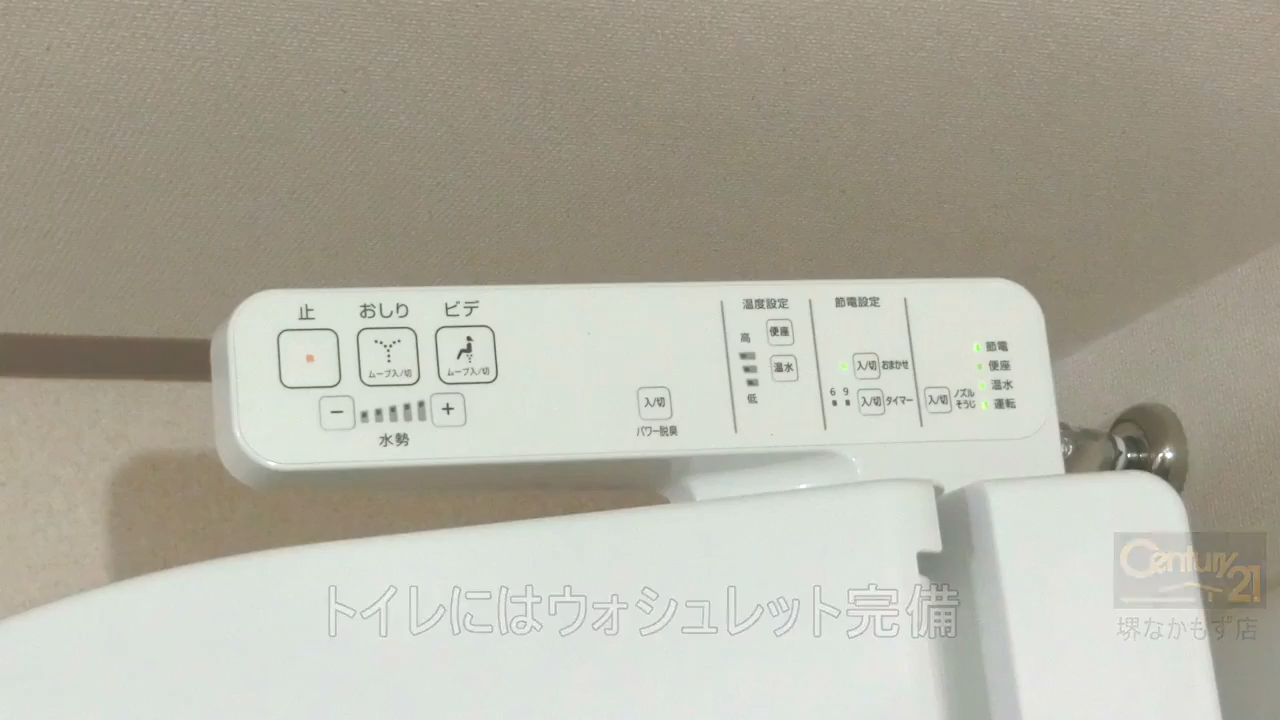 止 おしり ビデ
ムーブ入/切 ムーブ入/切
− +
水勢
入/切
パワー脱臭
温度設定
便座
高
温水
低
節電設定
入/切 おまかせ
6 9
入/切 タイマー
入/切 ノズル
そうじ
節電
便座
温水
運転
トイレにはウォシュレット完備
Century 21
堺なかもず店